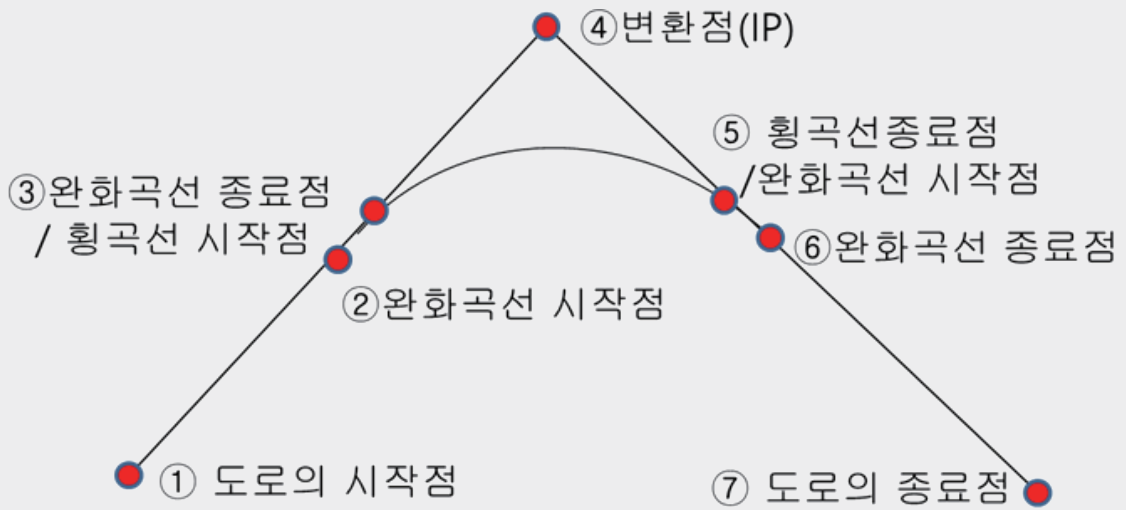 ④변환점(IP)
⑤ 횡곡선종료점
/완화곡선 시작점
③완화곡선 종료점
/ 횡곡선 시작점
⑥완화곡선 종료점
②완화곡선 시작점
① 도로의 시작점
⑦ 도로의 종료점